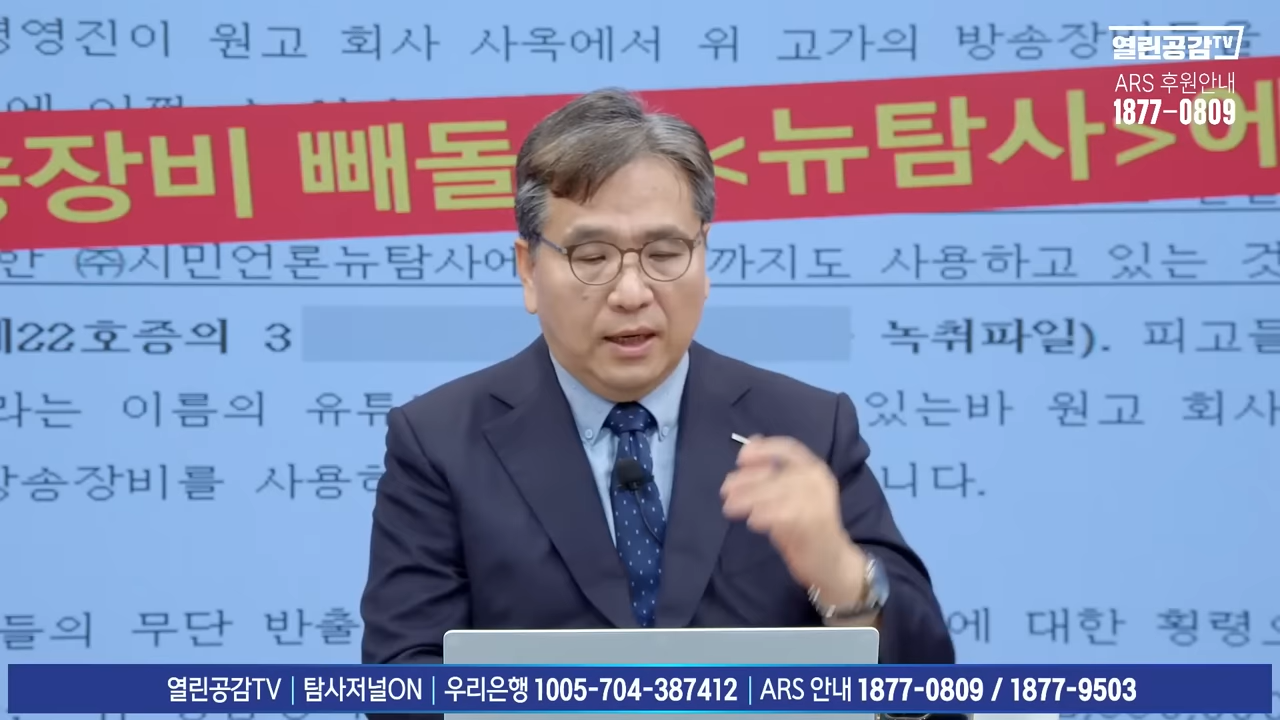 경영진이 원고 회사 사옥에서 위 고가의 방송장비들을
열린공감TV
ARS 후원안내
1877-0809
송장비 빼돌 <뉴탐사>에
㈜시민언론뉴탐사에 까지도 사용하고 있는 것
제22호증의 3 녹취파일). 피고들
라는 이름의 유튜 있는바 원고 회사
방송장비를 사용하 니다.
들의 무단 반출 에 대한 횡령으
열린공감TV | 탐사저널ON | 우리은행 1005-704-387412 | ARS 안내 1877-0809 / 1877-9503